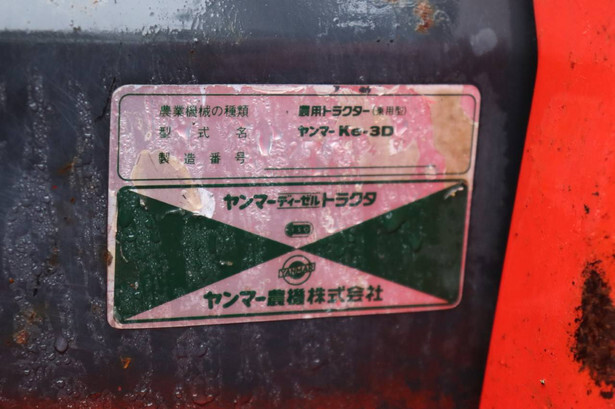 農業機械の種類 農用トラクター(乗用型)
型式名 ヤンマー Ke-3D
製造番号
ヤンマーディーゼルトラクタ
YANMAR
ヤンマー農機株式会社